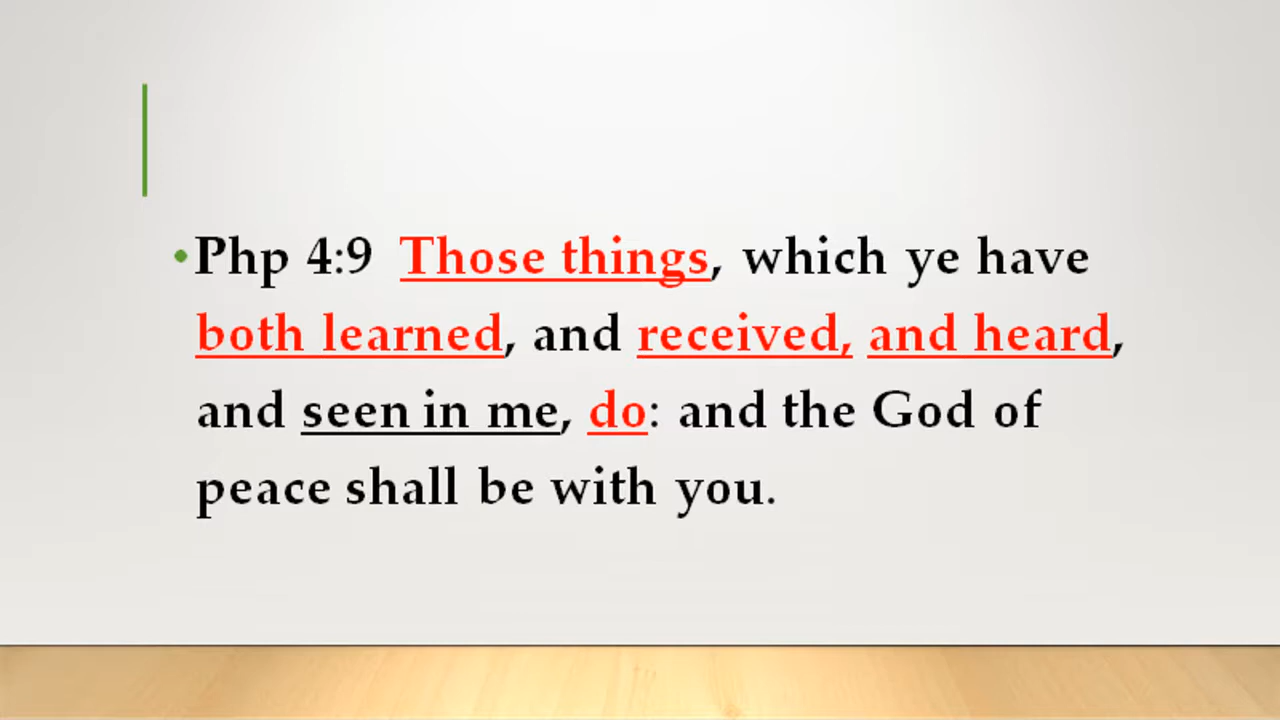 •Php 4:9 Those things, which ye have
both learned, and received, and heard,
and seen in me, do: and the God of
peace shall be with you.